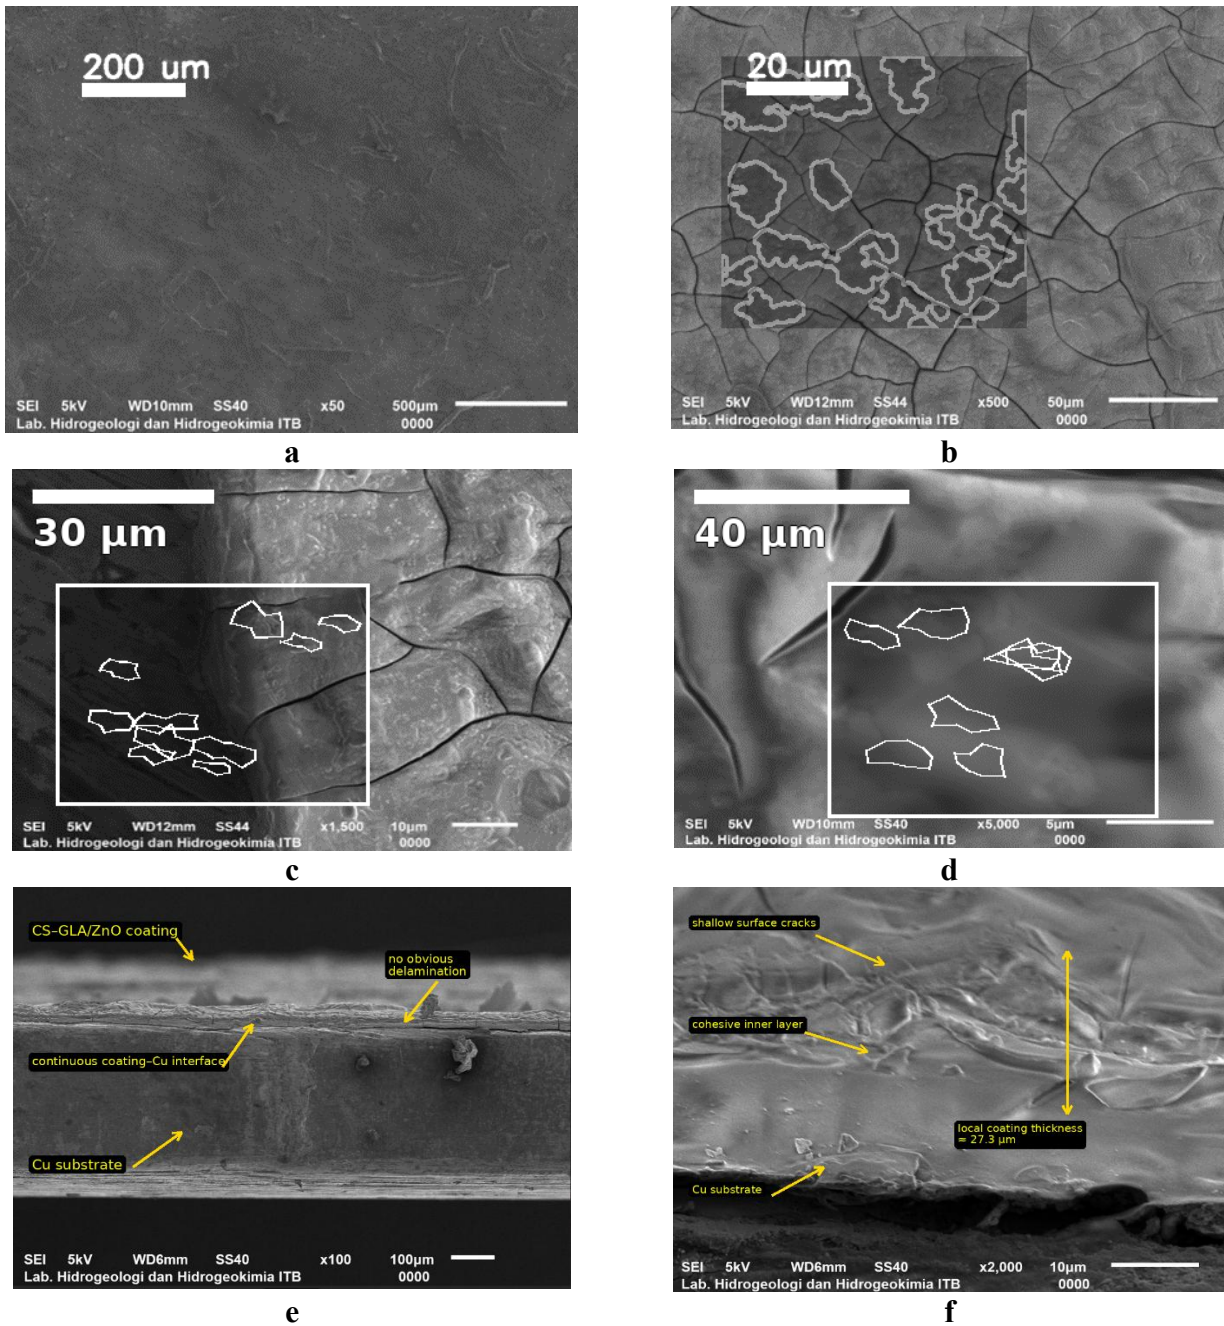 200 um
SEI 5kV WD10mm SS40 x50 500µm
Lab. Hidrogeologi dan Hidrogeokimia ITB 0000
a
20 um
SEI 5kV WD12mm SS44 x500 50µm
Lab. Hidrogeologi dan Hidrogeokimia ITB 0000
b
30 µm
SEI 5kV WD12mm SS44 x1,500 10µm
Lab. Hidrogeologi dan Hidrogeokimia ITB 0000
c
40 µm
SEI 5kV WD10mm SS40 x5,000 5µm
Lab. Hidrogeologi dan Hidrogeokimia ITB 0000
d
CS–GLA/ZnO coating
no obvious
delamination
continuous coating–Cu interface
Cu substrate
SEI 5kV WD6mm SS40 x100 100µm
Lab. Hidrogeologi dan Hidrogeokimia ITB 0000
e
shallow surface cracks
cohesive inner layer
local coating thickness
≈ 27.3 µm
Cu substrate
SEI 5kV WD6mm SS40 x2,000 10µm
Lab. Hidrogeologi dan Hidrogeokimia ITB 0000
f